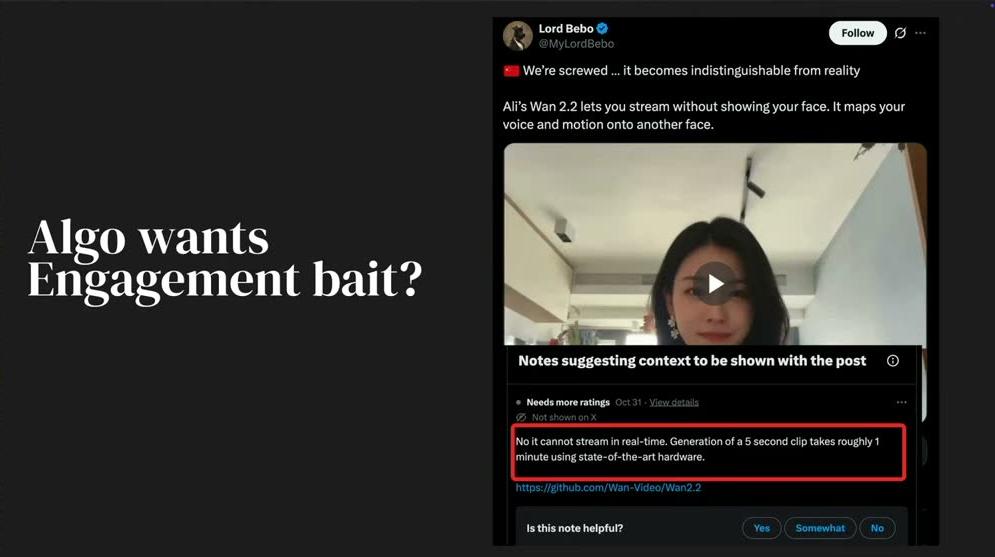 Algo wants
Engagement bait?
Lord Bebo
@MyLordBebo
Follow
🇨🇳 We're screwed ... it becomes indistinguishable from reality
Ali's Wan 2.2 lets you stream without showing your face. It maps your
voice and motion onto another face.
Notes suggesting context to be shown with the post
Needs more ratings Oct 31 · View details
Not shown on X
No it cannot stream in real-time. Generation of a 5 second clip takes roughly 1
minute using state-of-the-art hardware.
https://github.com/Wan-Video/Wan2.2
Is this note helpful? Yes Somewhat No